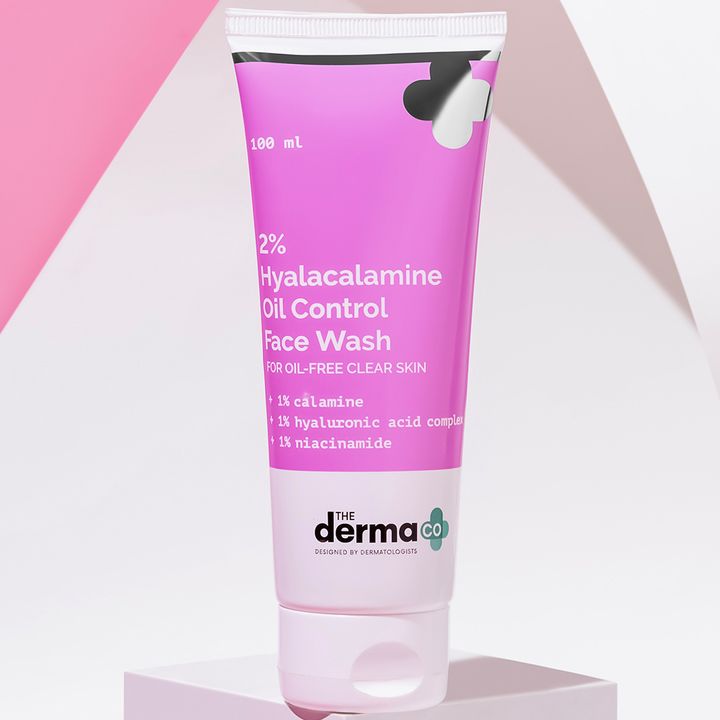 100 ml
2%
Hyalacalamine
Oil Control
Face Wash
FOR OIL-FREE CLEAR SKIN
+ 1% calamine
+ 1% hyaluronic acid complex
+ 1% niacinamide
THE
derma co
DESIGNED BY DERMATOLOGISTS